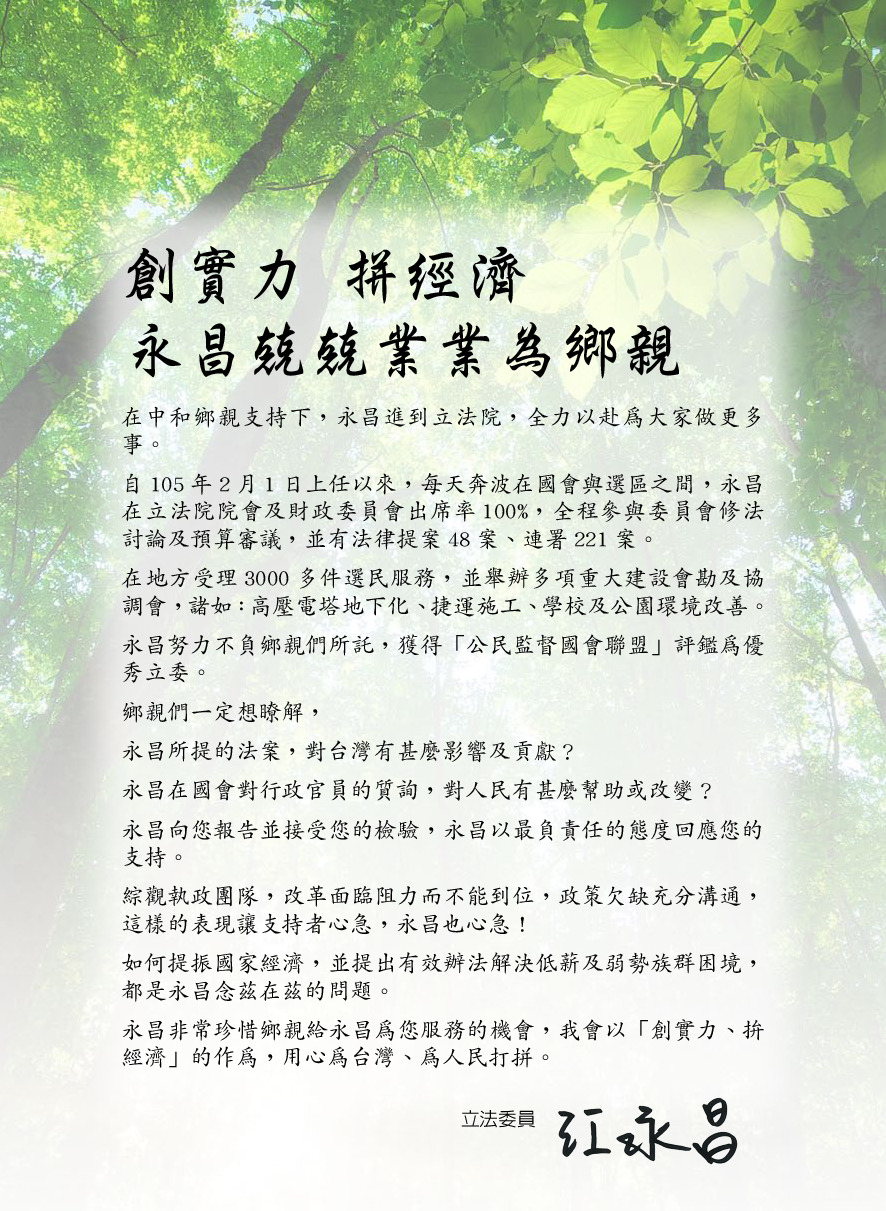 創實力 拼經濟
永昌兢兢業業為鄉親
在中和鄉親支持下，永昌進到立法院，全力以赴爲大家做更多
事。
自 105 年 2 月 1 日上任以來，每天奔波在國會與選區之間，永昌
在立法院院會及財政委員會出席率 100%，全程參與委員會修法
討論及預算審議，並有法律提案 48 案、連署 221 案。
在地方受理 3000 多件選民服務，並舉辦多項重大建設會勘及協
調會，諸如：高壓電塔地下化、捷運施工、學校及公園環境改善。
永昌努力不負鄉親們所託，獲得「公民監督國會聯盟」評鑑爲優
秀立委。
鄉親們一定想瞭解，
永昌所提的法案，對台灣有甚麼影響及貢獻？
永昌在國會對行政官員的質詢，對人民有甚麼幫助或改變？
永昌向您報告並接受您的檢驗，永昌以最負責任的態度回應您的
支持。
綜觀執政團隊，改革面臨阻力而不能到位，政策欠缺充分溝通，
這樣的表現讓支持者心急，永昌也心急！
如何提振國家經濟，並提出有效辦法解決低薪及弱勢族群困境，
都是永昌念茲在茲的問題。
永昌非常珍惜鄉親給永昌爲您服務的機會，我會以「創實力、拚
經濟」的作爲，用心爲台灣、爲人民打拼。
立法委員 江永昌